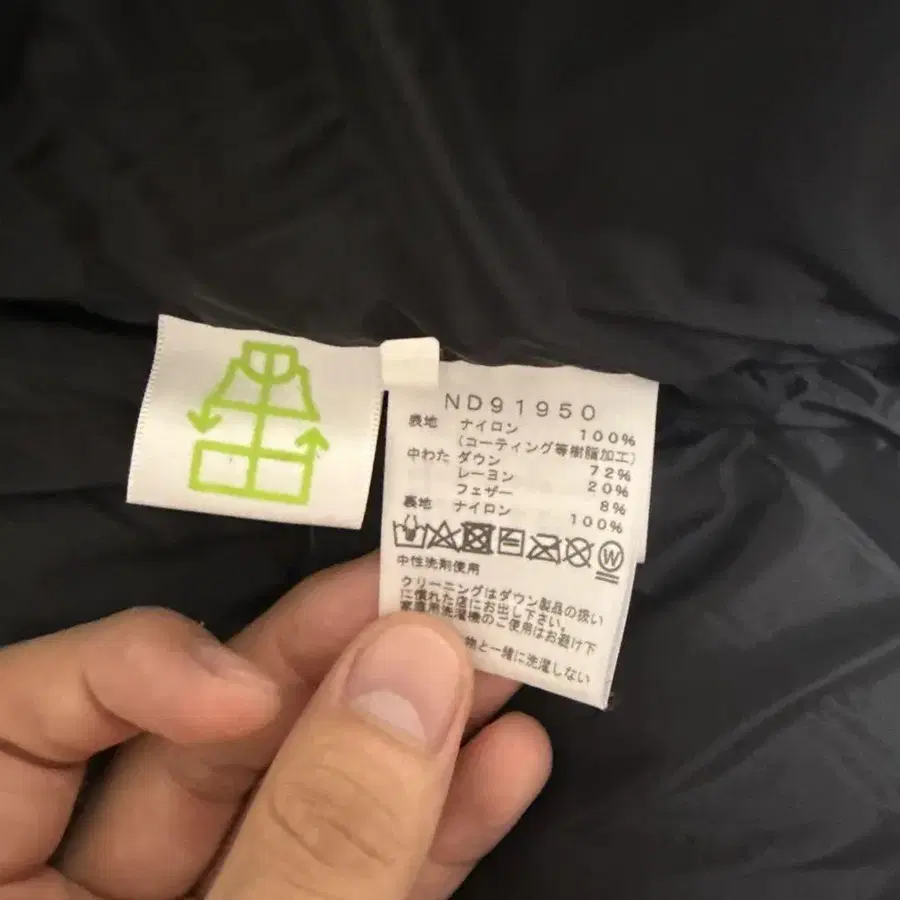 ND91950
表地 ナイロン 100%
(コーティング等樹脂加工)
中わた ダウン 72%
レーヨン 20%
フェザー 8%
裏地 ナイロン 100%
W
中性洗剤使用
クリーニングはダウン製品の扱い
に慣れた店にお出し下さい。
家庭用洗濯機のご使用はお避け下
物と一緒に洗濯しない